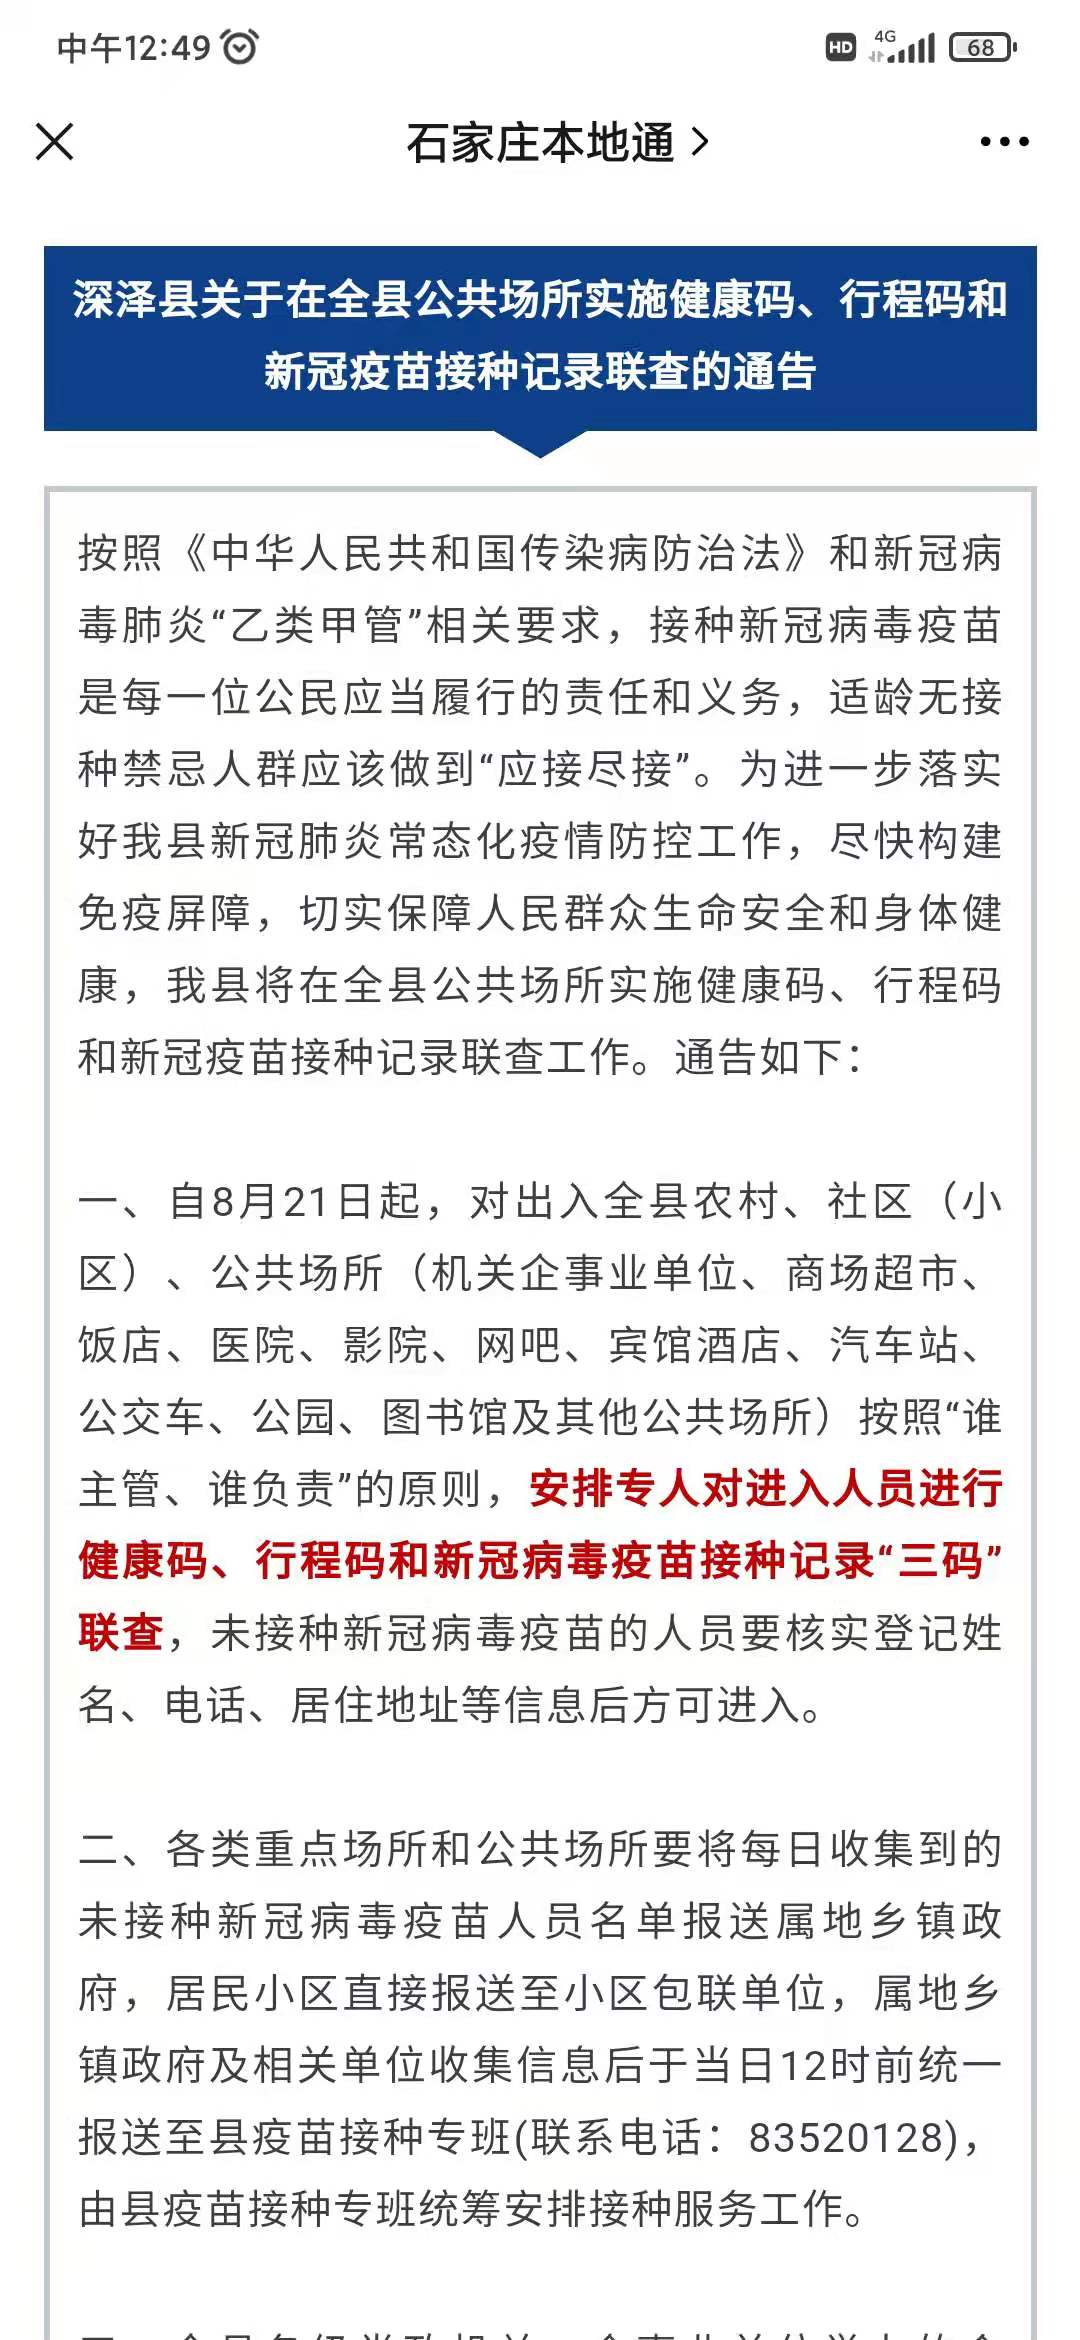 中午12:49
HD 4G 68
石家庄本地通
深泽县关于在全县公共场所实施健康码、行程码和
新冠疫苗接种记录联查的通告
按照《中华人民共和国传染病防治法》和新冠病
毒肺炎“乙类甲管”相关要求，接种新冠病毒疫苗
是每一位公民应当履行的责任和义务，适龄无接
种禁忌人群应该做到“应接尽接”。为进一步落实
好我县新冠肺炎常态化疫情防控工作，尽快构建
免疫屏障，切实保障人民群众生命安全和身体健
康，我县将在全县公共场所实施健康码、行程码
和新冠疫苗接种记录联查工作。通告如下：
一、自8月21日起，对出入全县农村、社区（小
区）、公共场所（机关企事业单位、商场超市、
饭店、医院、影院、网吧、宾馆酒店、汽车站、
公交车、公园、图书馆及其他公共场所）按照“谁
主管、谁负责”的原则，安排专人对进入人员进行
健康码、行程码和新冠病毒疫苗接种记录“三码”
联查，未接种新冠病毒疫苗的人员要核实登记姓
名、电话、居住地址等信息后方可进入。
二、各类重点场所和公共场所要将每日收集到的
未接种新冠病毒疫苗人员名单报送属地乡镇政
府，居民小区直接报送至小区包联单位，属地乡
镇政府及相关单位收集信息后于当日12时前统一
报送至县疫苗接种专班(联系电话：83520128)，
由县疫苗接种专班统筹安排接种服务工作。